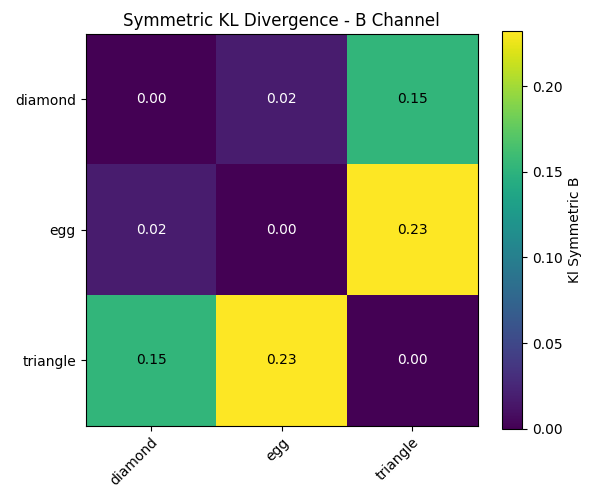 Symmetric KL Divergence - B Channel
diamond
0.00
0.02
0.15
egg
0.02
0.00
0.23
triangle
0.15
0.23
0.00
diamond
egg
triangle
0.20
0.15
0.10
0.05
0.00
Kl Symmetric B